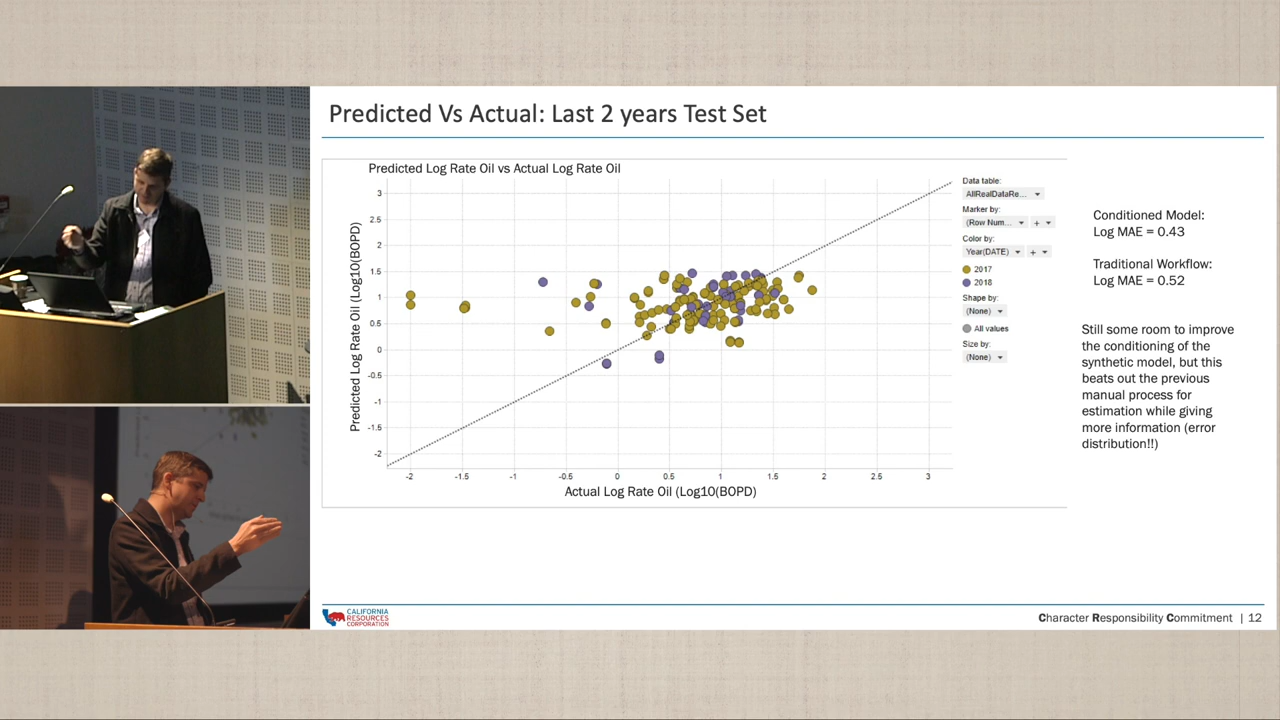 Predicted Vs Actual: Last 2 years Test Set
Predicted Log Rate Oil vs Actual Log Rate Oil
Predicted Log Rate Oil (Log10(BOPD)
3
2.5
2
1.5
1
0.5
0
-0.5
-1
-1.5
-2
-2
-1.5
-1
-0.5
0
0.5
1
1.5
2
2.5
3
Actual Log Rate Oil (Log10(BOPD)
Data table:
AllRealDataRe...
Marker by:
(Row Num...
+
Color by:
Year(DATE)
+
2017
2018
Shape by:
(None)
All values
Size by:
(None)
Conditioned Model:
Log MAE = 0.43
Traditional Workflow:
Log MAE = 0.52
Still some room to improve
the conditioning of the
synthetic model, but this
beats out the previous
manual process for
estimation while giving
more information (error
distribution!!)
CALIFORNIA
RESOURCES
CORPORATION
Character Responsibility Commitment | 12